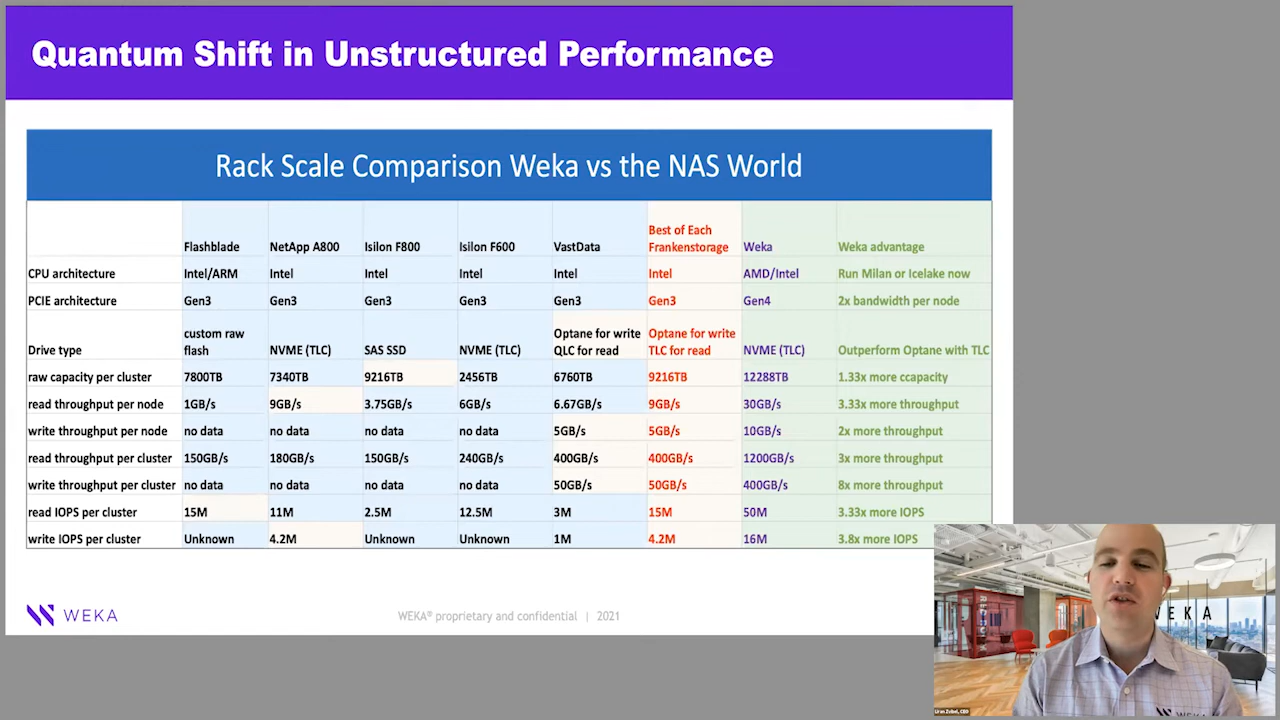 Quantum Shift in Unstructured Performance
Rack Scale Comparison Weka vs the NAS World
Flashblade NetApp A800 Isilon F800 Isilon F600 VastData Best of Each Frankenstorage Weka Weka advantage
CPU architecture Intel/ARM Intel Intel Intel Intel Intel AMD/Intel Run Milan or Icelake now
PCIE architecture Gen3 Gen3 Gen3 Gen3 Gen3 Gen3 Gen4 2x bandwidth per node
Drive type custom raw flash NVME (TLC) SAS SSD NVME (TLC) Optane for write QLC for read Optane for write TLC for read NVME (TLC) Outperform Optane with TLC
raw capacity per cluster 7800TB 7340TB 9216TB 2456TB 6760TB 9216TB 12288TB 1.33x more ccapacity
read throughput per node 1GB/s 9GB/s 3.75GB/s 6GB/s 6.67GB/s 9GB/s 30GB/s 3.33x more throughput
write throughput per node no data no data no data no data 5GB/s 5GB/s 10GB/s 2x more throughput
read throughput per cluster 150GB/s 180GB/s 150GB/s 240GB/s 400GB/s 400GB/s 1200GB/s 3x more throughput
write throughput per cluster no data no data no data no data 50GB/s 50GB/s 400GB/s 8x more throughput
read IOPS per cluster 15M 11M 2.5M 12.5M 3M 15M 50M 3.33x more IOPS
write IOPS per cluster Unknown 4.2M Unknown Unknown 1M 4.2M 16M 3.8x more IOPS
WEKA
WEKA® proprietary and confidential | 2021
WEKA
Liran Zvibel, CEO
WEKA